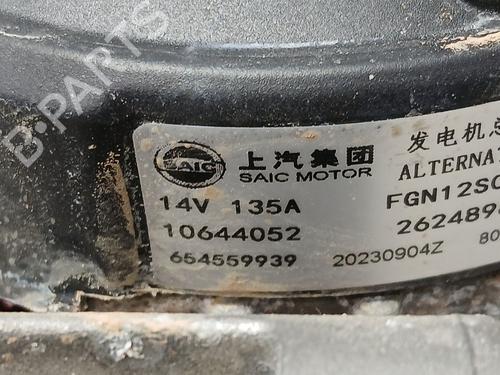 B-PARTS
SAIC 上汽集团 发电机总
SAIC MOTOR ALTERNAT
14V 135A FGN12SC
10644052 262489
654559939 20230904Z 80